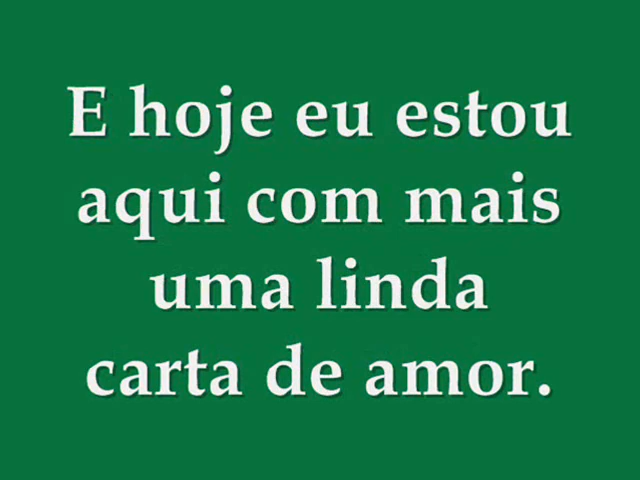 E hoje eu estou
aqui com mais
uma linda
carta de amor.